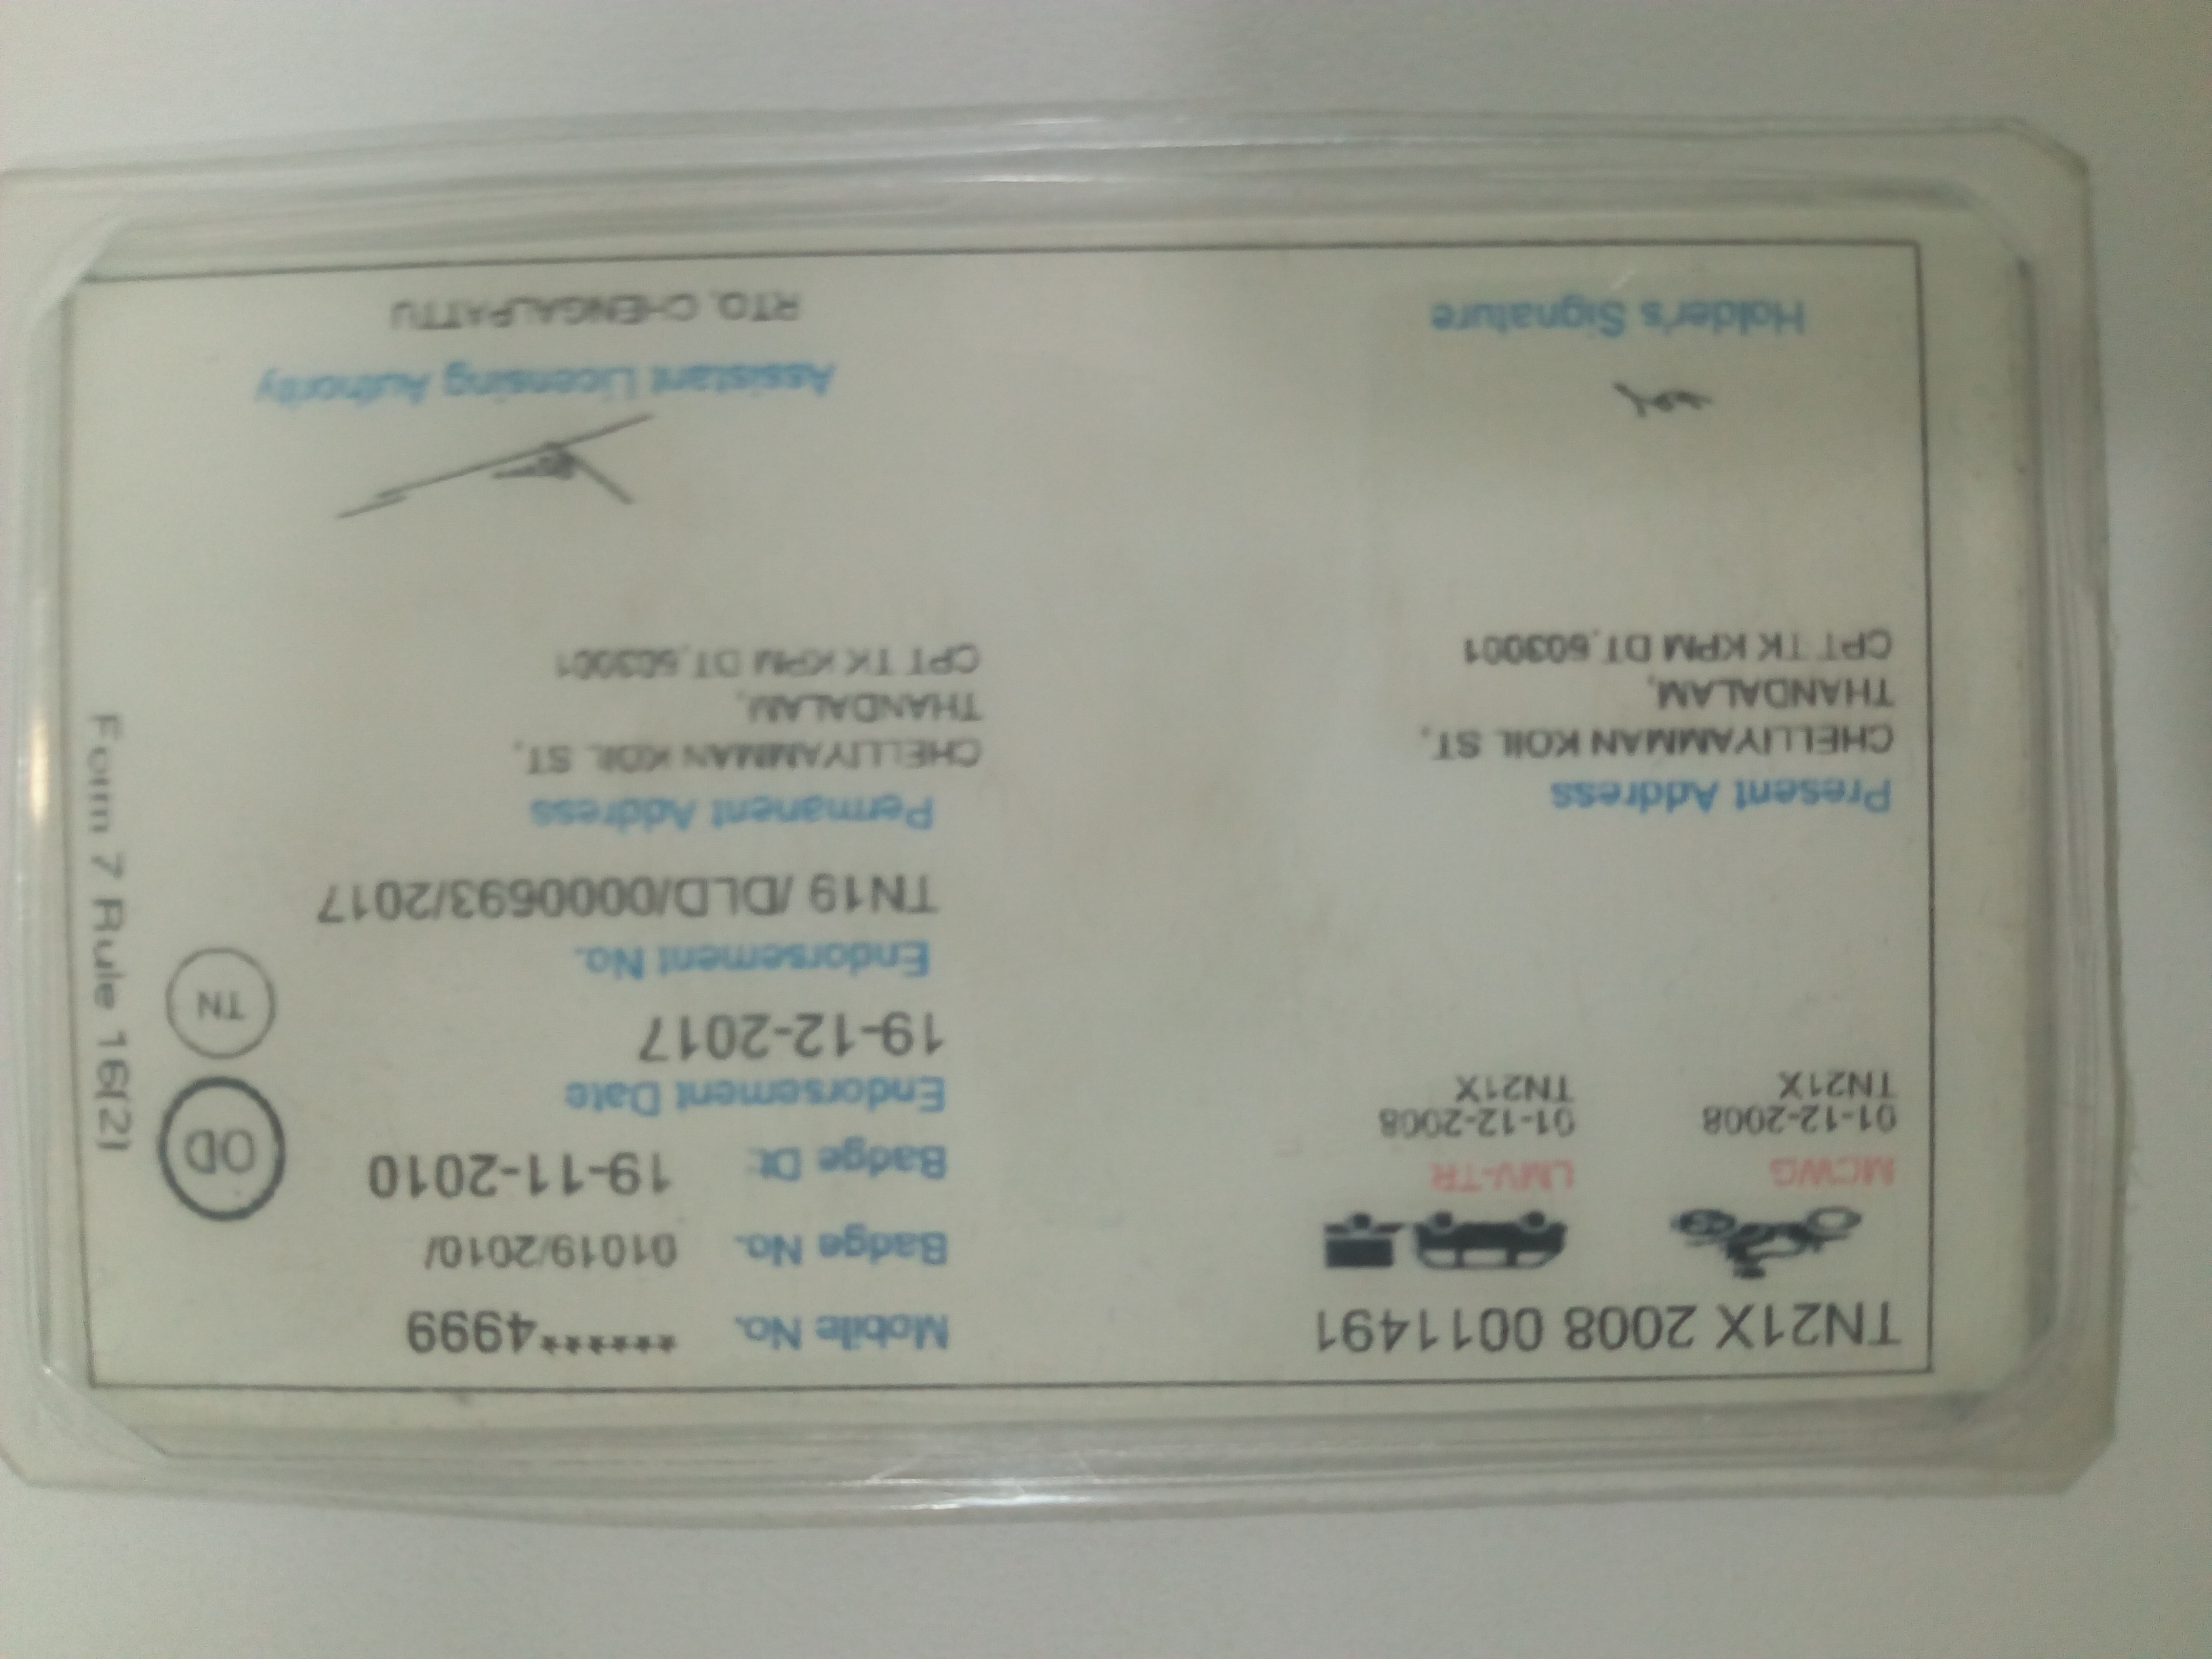 TN21X 2008 0011491
MCWG
01-12-2008
TN21X
LMV-TR
01-12-2008
TN21X
Present Address
CHELLIYAMMAN KOIL ST,
THANDALAM,
CPT TK KPM DT,603001
Holder's Signature
Mobile No. ******4999
Badge No. 01019/2010/
Badge Dt: 19-11-2010
Endorsement Date
19-12-2017
Endorsement No.
TN19 /DLD/00000693/2017
Permanent Address
CHELLIYAMMAN KOIL ST,
THANDALAM,
CPT TK KPM DT,603001
Assistant Licensing Authority
RTO, CHENGALPATTU
OD
TN
Form 7 Rule 16(2)